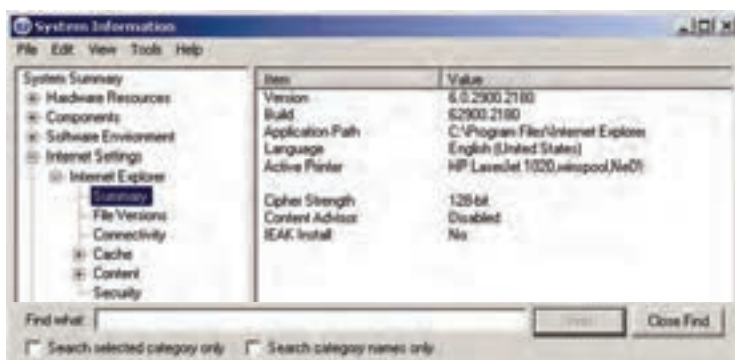 System Information
File Edit View Tools Help
System Summary
Hardware Resources
Components
Software Environment
Internet Settings
Internet Explorer
Summary
File Versions
Connectivity
Cache
Content
Security
Item Value
Version 6.0.2900.2180
Build 62900.2180
Application Path C:\Program Files\Internet Explorer
Language English (United States)
Active Printer HP LaserJet 1020,winspool,Ne01:
Cipher Strength 128-bit
Content Advisor Disabled
IEAK Install No
Find what:
Close Find
Search selected category only Search category names only